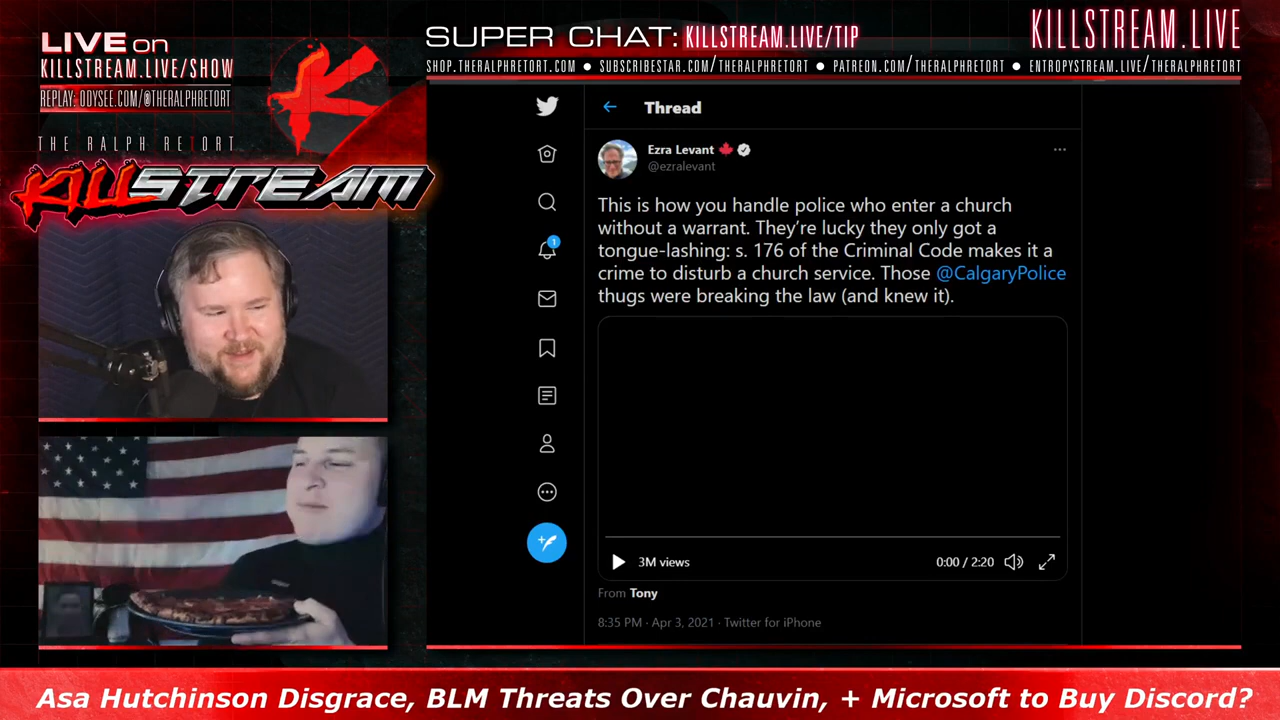 LIVE on
KILLSTREAM.LIVE/SHOW
REPLAY: ODYSEE.COM/@THERALPHRETORT
THE RALPH RETORT
KILLSTREAM
SUPER CHAT: KILLSTREAM.LIVE/TIP
KILLSTREAM.LIVE
SHOP.THERALPHRETORT.COM ● SUBSCRIBESTAR.COM/THERALPHRETORT ● PATREON.COM/THERALPHRETORT ● ENTROPYSTREAM.LIVE/THERALPHRETORT
Thread
Ezra Levant
@ezralevant
This is how you handle police who enter a church
without a warrant. They’re lucky they only got a
tongue-lashing: s. 176 of the Criminal Code makes it a
crime to disturb a church service. Those @CalgaryPolice
thugs were breaking the law (and knew it).
1
3M views
0:00 / 2:20
From Tony
8:35 PM · Apr 3, 2021 · Twitter for iPhone
Asa Hutchinson Disgrace, BLM Threats Over Chauvin, + Microsoft to Buy Discord?